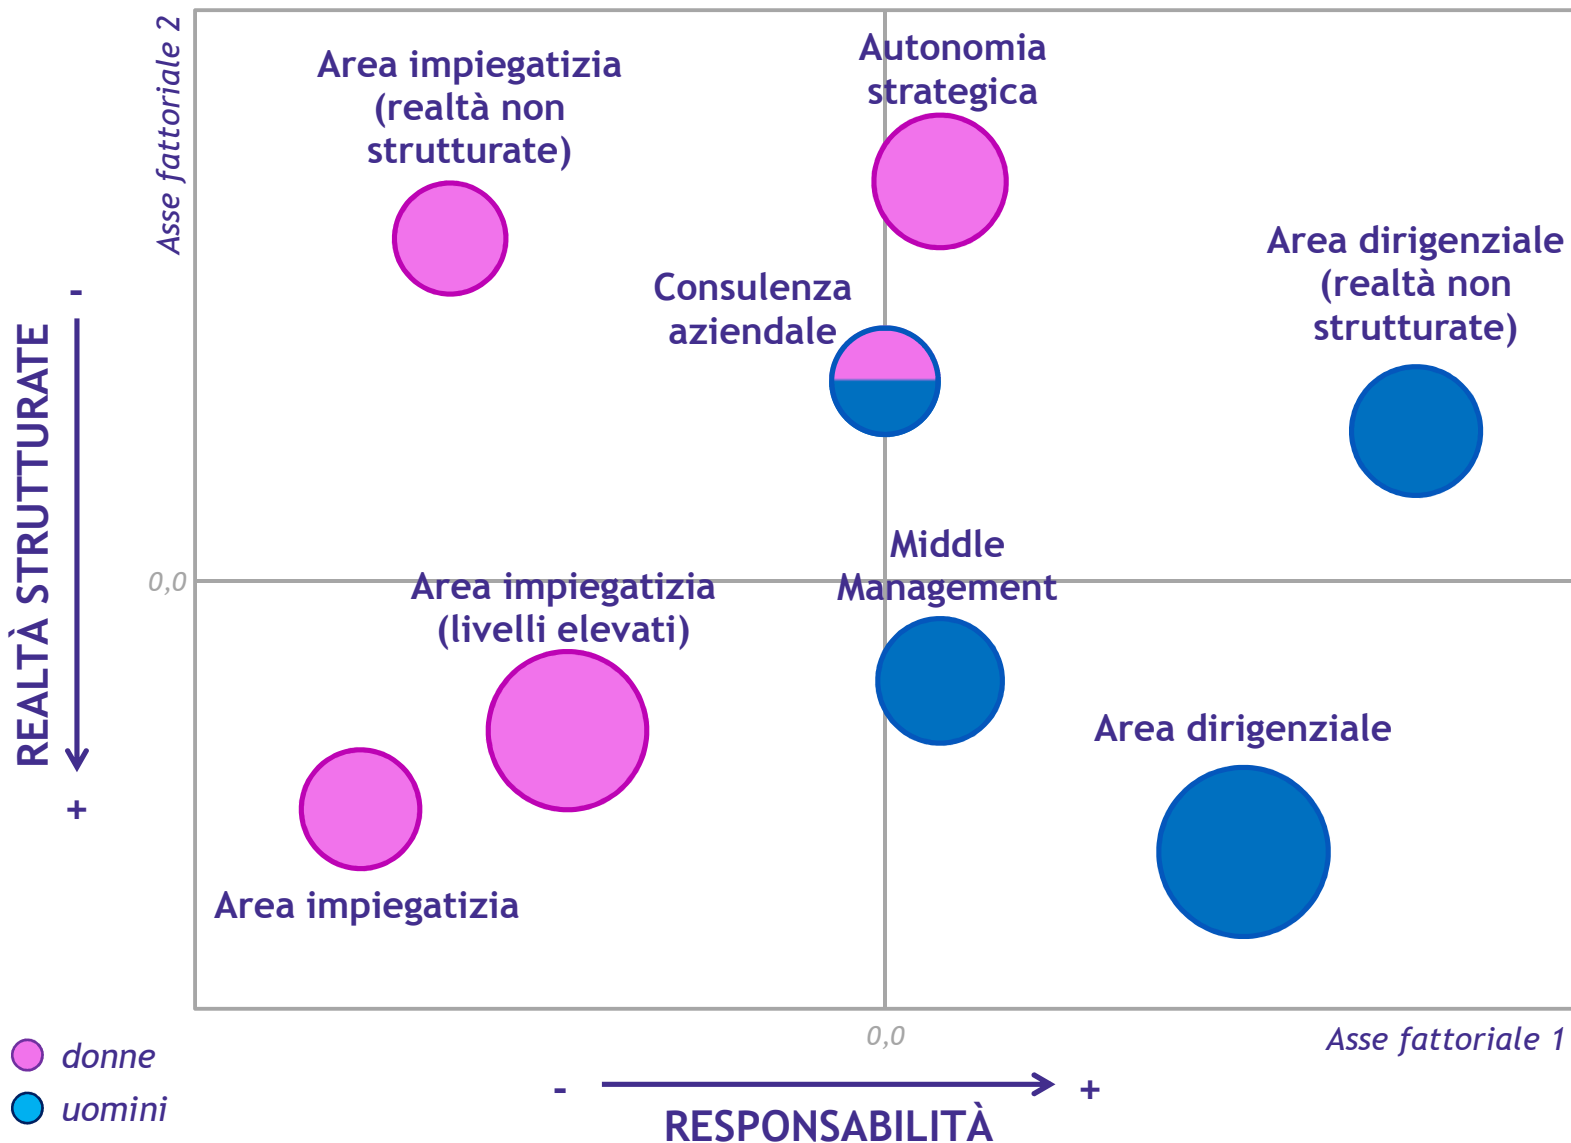 Asse fattoriale 2
Area impiegatizia
(realtà non
strutturate)
Autonomia
strategica
Area dirigenziale
(realtà non
strutturate)
Consulenza
aziendale
-
REALTÀ STRUTTURATE
+
Middle
Management
0,0
Area impiegatizia
(livelli elevati)
Area dirigenziale
Area impiegatizia
0,0
Asse fattoriale 1
donne
uomini
-
+
RESPONSABILITÀ